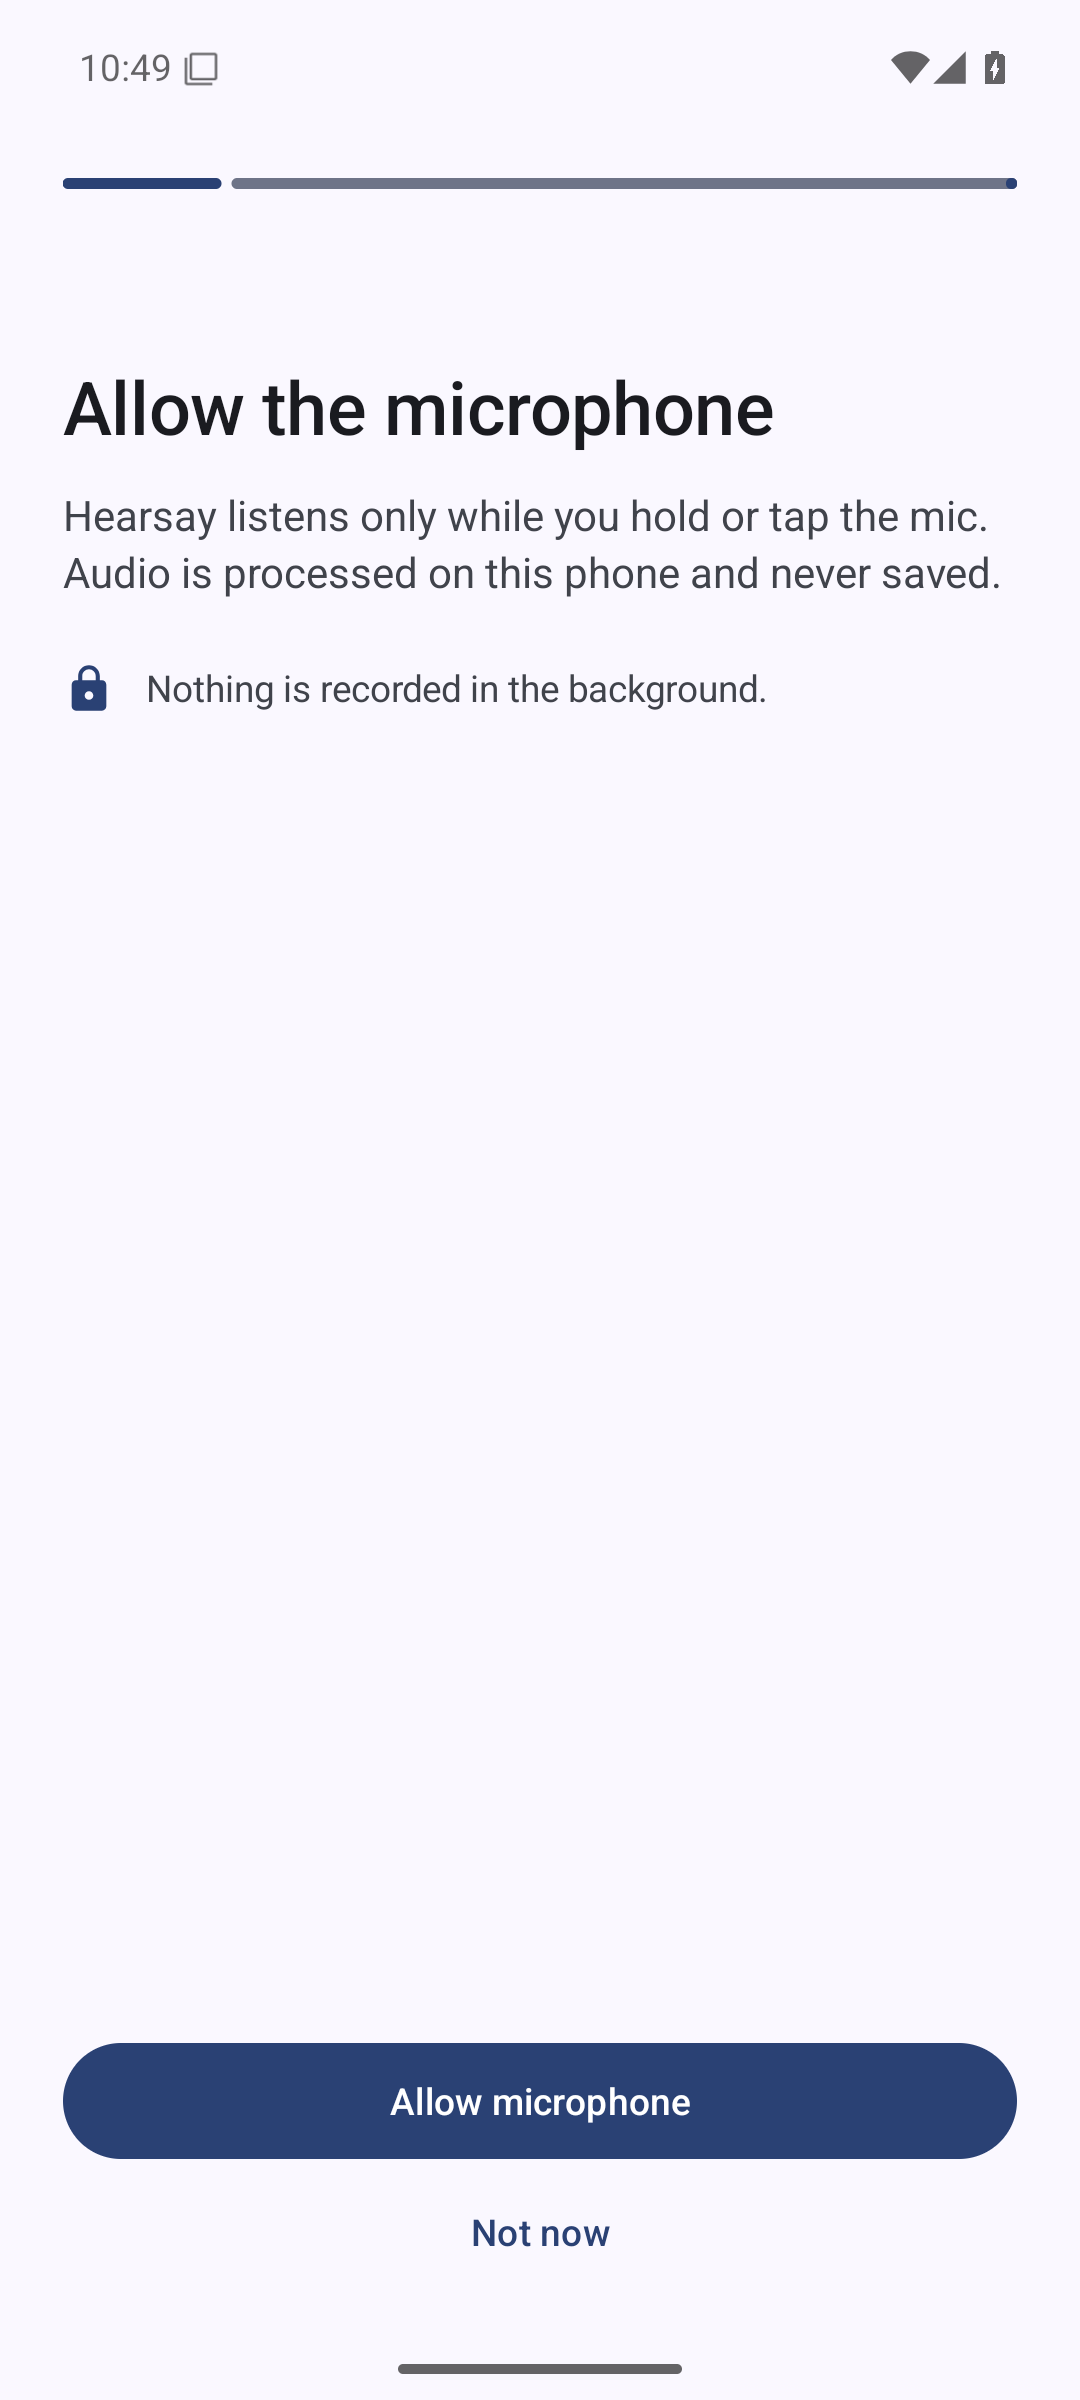 10:49
Allow the microphone
Hearsay listens only while you hold or tap the mic.
Audio is processed on this phone and never saved.
Nothing is recorded in the background.
Allow microphone
Not now